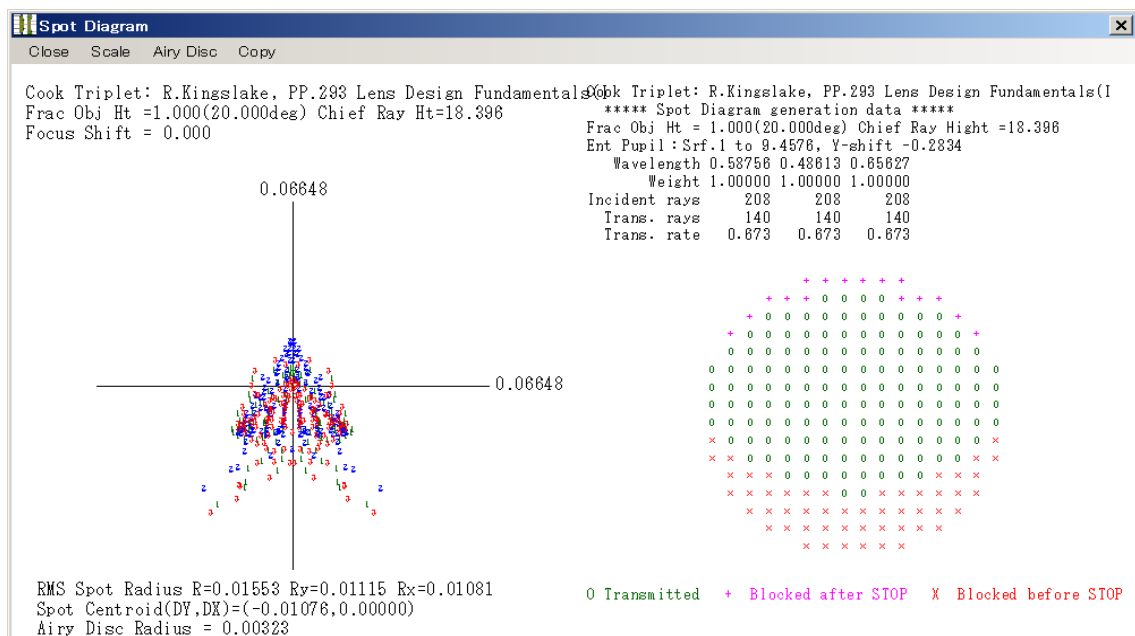 Spot Diagram
Close Scale Airy Disc Copy
Cook Triplet: R.Kingslake, PP.293 Lens Design Fundamentals(I
Frac Obj Ht =1.000(20.000deg) Chief Ray Ht=18.396
Focus Shift = 0.000
0.06648
0.06648
RMS Spot Radius R=0.01553 Ry=0.01115 Rx=0.01081
Spot Centroid(DY,DX)=(-0.01076,0.00000)
Airy Disc Radius = 0.00323
Cook Triplet: R.Kingslake, PP.293 Lens Design Fundamentals(I
***** Spot Diagram generation data *****
Frac Obj Ht = 1.000(20.000deg) Chief Ray Hight =18.396
Ent Pupil:Srf.1 to 9.4576, Y-shift -0.2834
Wavelength 0.58756 0.48613 0.65627
Weight 1.00000 1.00000 1.00000
Incident rays 208 208 208
Trans. rays 140 140 140
Trans. rate 0.673 0.673 0.673
O Transmitted + Blocked after STOP X Blocked before STOP